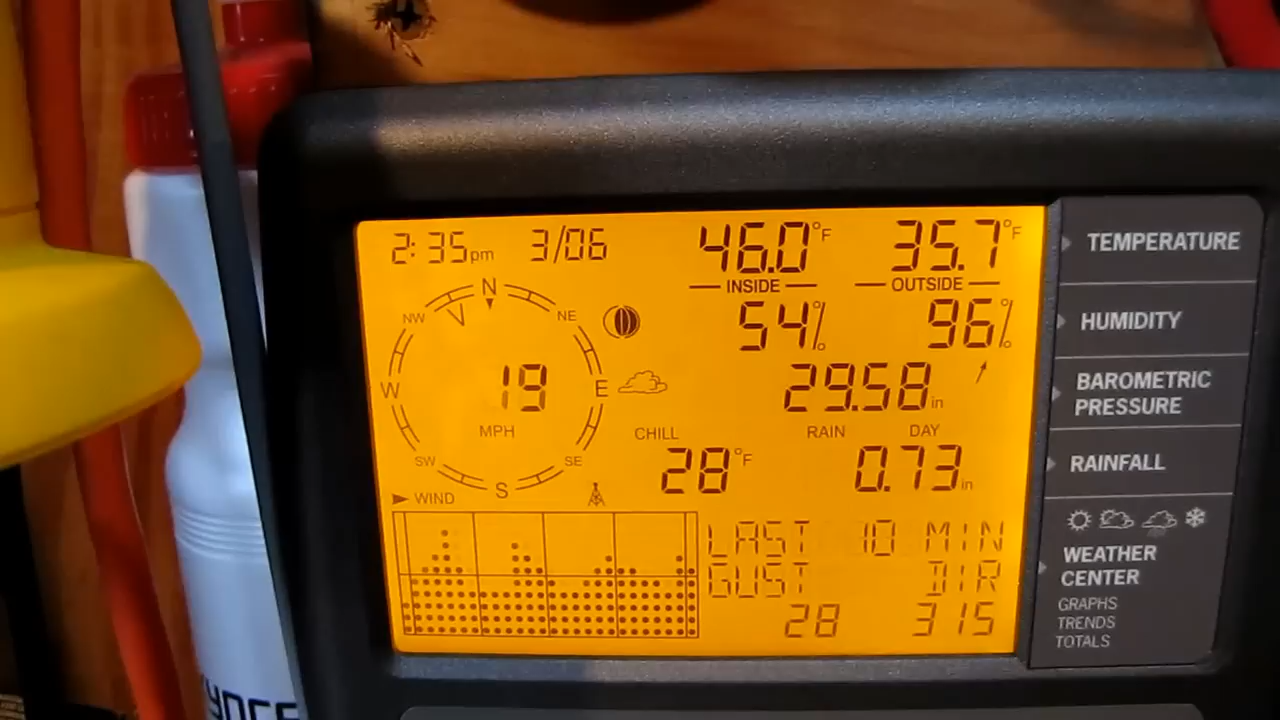 2:35pm 3/06 46.0°F 35.7°F
INSIDE OUTSIDE
TEMPERATURE
N
NW NE
54% 96%
HUMIDITY
W 19 E
MPH
29.58in
BAROMETRIC
PRESSURE
SW SE
S
CHILL RAIN DAY
28°F 0.73in
RAINFALL
WIND
LAST 10 MIN
GUST DIR
28 315
WEATHER
CENTER
GRAPHS
TRENDS
TOTALS